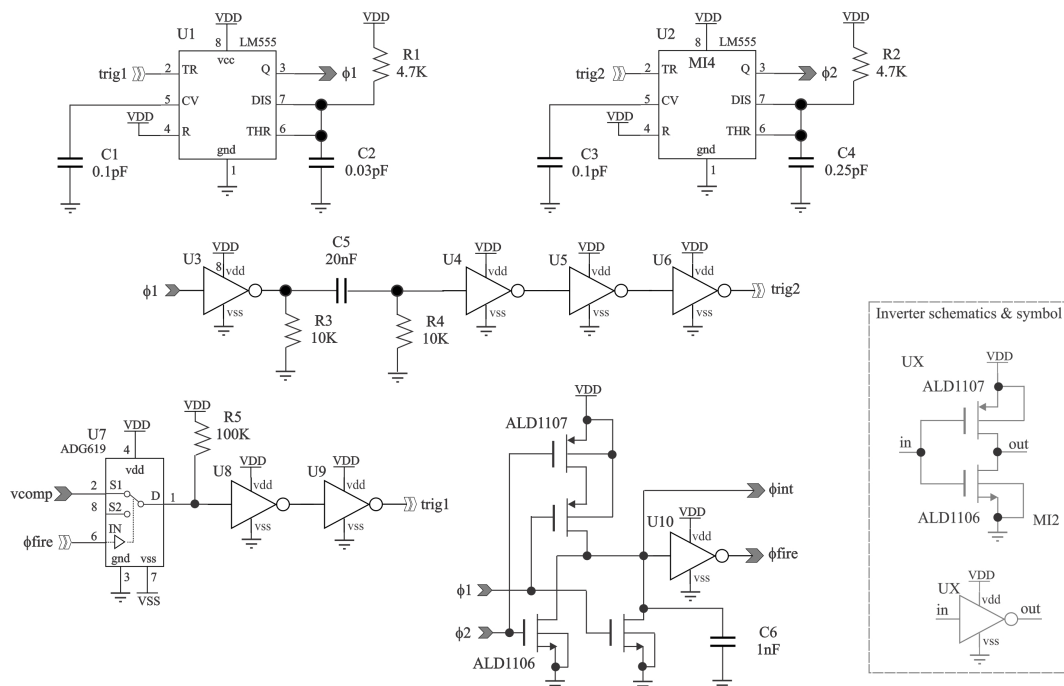 VDD
U1
8
LM555
vcc
trig1
2
TR
Q
3
ϕ1
R1
4.7K
5
CV
DIS
7
VDD
4
R
THR
6
gnd
1
C1
0.1pF
C2
0.03pF
VDD
VDD
U2
8
LM555
MI4
trig2
2
TR
Q
3
ϕ2
R2
4.7K
5
CV
DIS
7
VDD
4
R
THR
6
gnd
1
C3
0.1pF
C4
0.25pF
VDD
ϕ1
U3
VDD
8
vdd
vss
C5
20nF
R3
10K
R4
10K
U4
VDD
vdd
vss
U5
VDD
vdd
vss
U6
VDD
vdd
vss
trig2
U7
ADG619
VDD
4
vdd
vcomp
2
S1
D
1
8
S2
ϕfire
6
IN
gnd
vss
3
7
VSS
VDD
R5
100K
U8
VDD
vdd
vss
U9
VDD
vdd
vss
trig1
VDD
ALD1107
ϕint
U10
VDD
vdd
vss
ϕfire
ϕ1
ϕ2
ALD1106
C6
1nF
Inverter schematics & symbol
UX
VDD
ALD1107
in
out
ALD1106
MI2
UX
VDD
vdd
in
out
vss